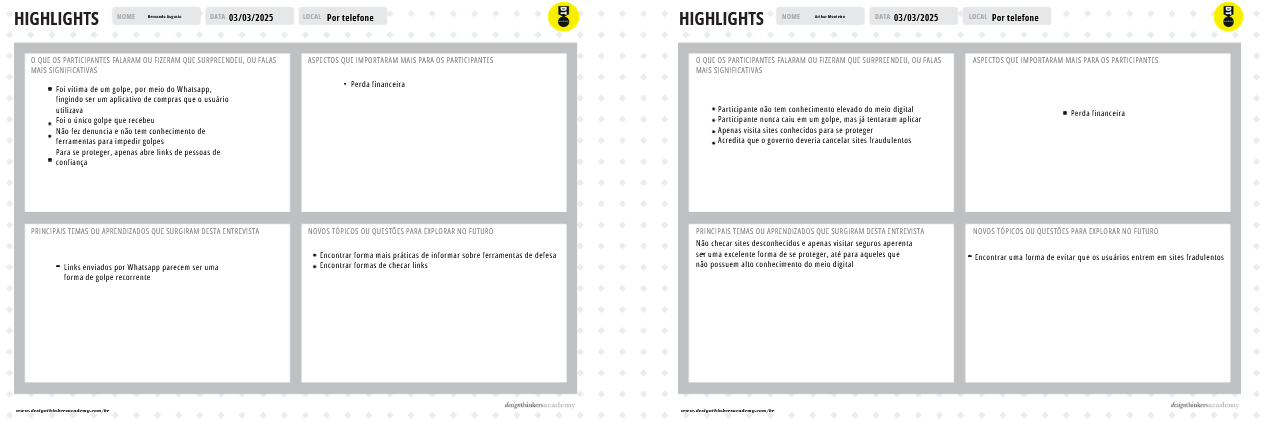 HIGHLIGHTS
NOME Bernando Augusto
DATA 03/03/2025
LOCAL Por telefone
O QUE OS PARTICIPANTES FALARAM OU FIZERAM QUE SURPREENDEU, OU FALAS
MAIS SIGNIFICATIVAS
Foi vítima de um golpe, por meio do Whatsapp,
fingindo ser um aplicativo de compras que o usuário
utilizava
Foi o único golpe que recebeu
Não fez denuncia e não tem conhecimento de
ferramentas para impedir golpes
Para se proteger, apenas abre links de pessoas de
confiança
ASPECTOS QUE IMPORTARAM MAIS PARA OS PARTICIPANTES
Perda financeira
PRINCIPAIS TEMAS OU APRENDIZADOS QUE SURGIRAM DESTA ENTREVISTA
Links enviados por Whatsapp parecem ser uma
forma de golpe recorrente
NOVOS TÓPICOS OU QUESTÕES PARA EXPLORAR NO FUTURO
Encontrar forma mais práticas de informar sobre ferramentas de defesa
Encontrar formas de checar links
www.designthinkersacademy.com/br
designthinkersacademy
HIGHLIGHTS
NOME Arthur Monteiro
DATA 03/03/2025
LOCAL Por telefone
O QUE OS PARTICIPANTES FALARAM OU FIZERAM QUE SURPREENDEU, OU FALAS
MAIS SIGNIFICATIVAS
Participante não tem conhecimento elevado do meio digital
Participante nunca caiu em um golpe, mas já tentaram aplicar
Apenas visita sites conhecidos para se proteger
Acredita que o governo deveria cancelar sites fraudulentos
ASPECTOS QUE IMPORTARAM MAIS PARA OS PARTICIPANTES
Perda financeira
PRINCIPAIS TEMAS OU APRENDIZADOS QUE SURGIRAM DESTA ENTREVISTA
Não checar sites desconhecidos e apenas visitar seguros aperenta
ser uma excelente forma de se proteger, até para aqueles que
não possuem alto conhecimento do meio digital
NOVOS TÓPICOS OU QUESTÕES PARA EXPLORAR NO FUTURO
Encontrar uma forma de evitar que os usuários entrem em sites fradulentos
www.designthinkersacademy.com/br
designthinkersacademy